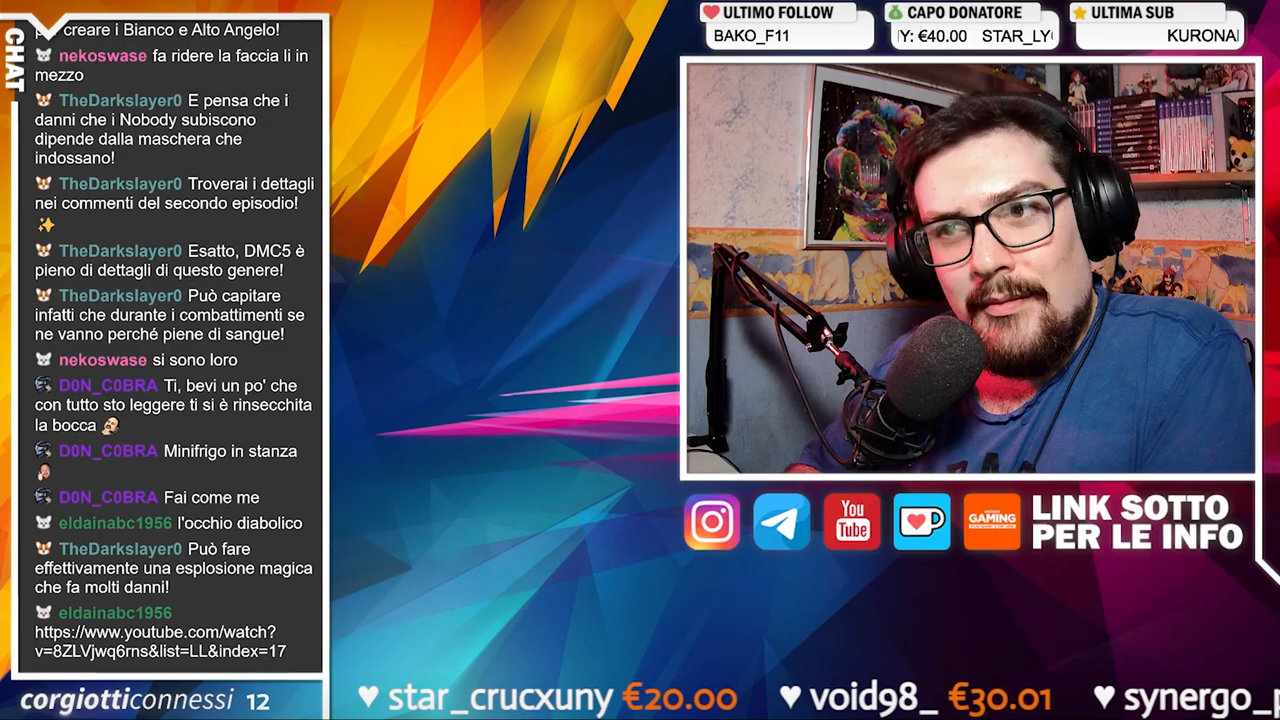 CHAT
creare i Bianco e Alto Angelo!
nekoswase fa ridere la faccia li in
mezzo
TheDarkslayer0 E pensa che i
danni che i Nobody subiscono
dipende dalla maschera che
indossano!
TheDarkslayer0 Troverai i dettagli
nei commenti del secondo episodio!
TheDarkslayer0 Esatto, DMC5 è
pieno di dettagli di questo genere!
TheDarkslayer0 Può capitare
infatti che durante i combattimenti se
ne vanno perché piene di sangue!
nekoswase si sono loro
D0N_C0BRA Ti, bevi un po' che
con tutto sto leggere ti si è rinsecchita
la bocca
D0N_C0BRA Minifrigo in stanza
D0N_C0BRA Fai come me
eldainabc1956 l'occhio diabolico
TheDarkslayer0 Può fare
effettivamente una esplosione magica
che fa molti danni!
eldainabc1956
https://www.youtube.com/watch?
v=8ZLVjwq6rns&list=LL&index=17
corgiotticonnessi 12
ULTIMO FOLLOW
BAKO_F11
CAPO DONATORE
Y: €40.00 STAR_LY
ULTIMA SUB
KURONAI
You
Tube
INSTANT
GAMING
LINK SOTTO
PER LE INFO
star_crucxuny €20.00 void98_ €30.01 synergo_p